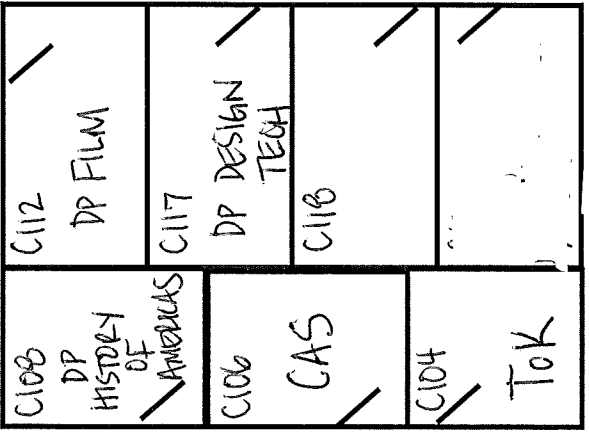 C112
DP FILM
C117
DP DESIGN
TECH
C118
C108
DP
HISTORY
OF
AMERICAS
C106
CAS
C104
ToK